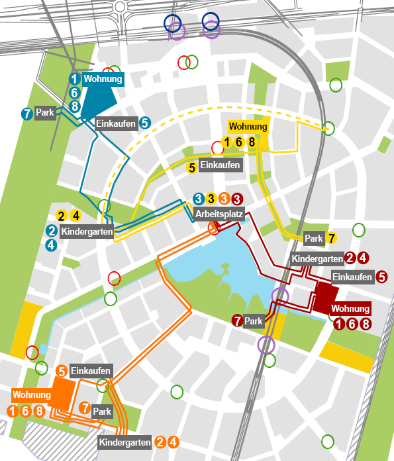 1 Wohnung
6
8
7 Park
Einkaufen 5
Wohnung
1 6 8
5 Einkaufen
3 3 3 3
Arbeitsplatz
2 4
2 Kindergarten
4
Park 7
Kindergarten 2 4
Einkaufen 5
Wohnung
1 6 8
7 Park
5 Einkaufen
Wohnung
1 6 8
7 Park
Kindergarten 2 4